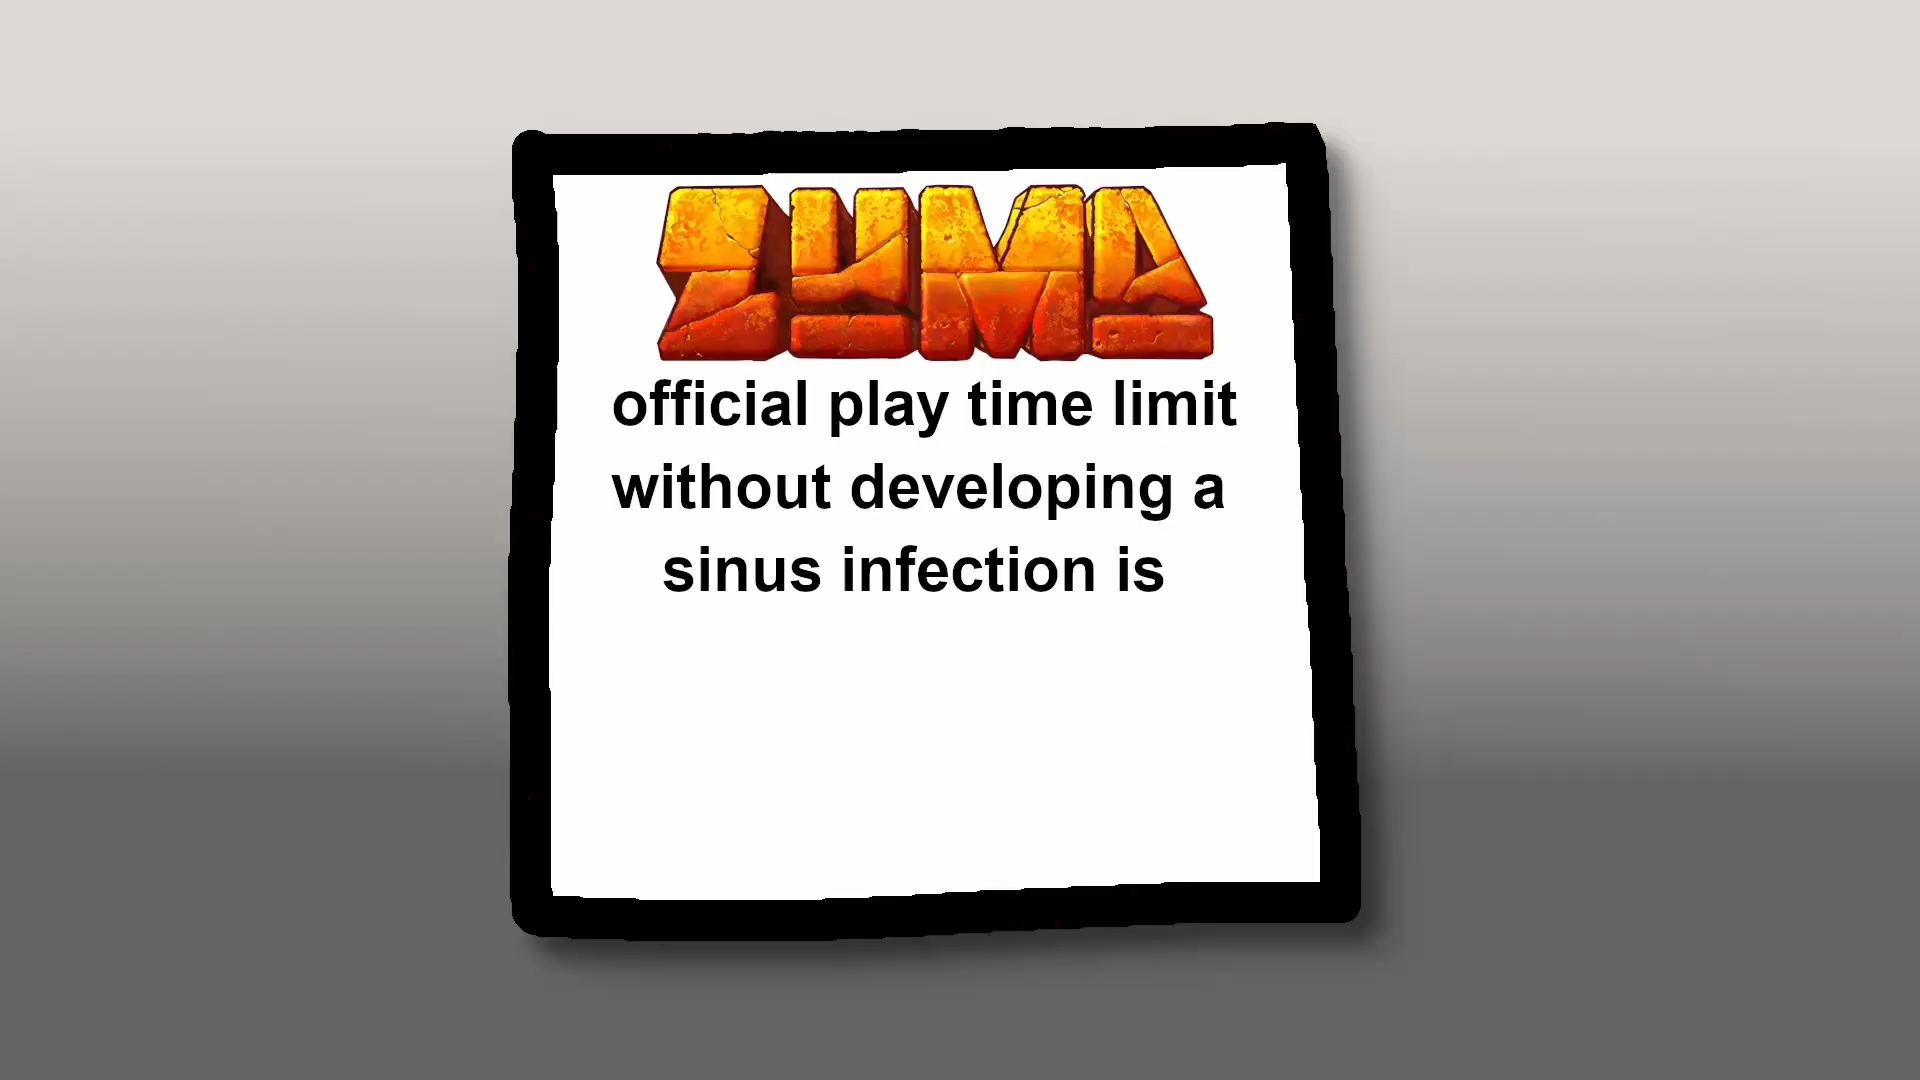 ZUMA
official play time limit
without developing a
sinus infection is